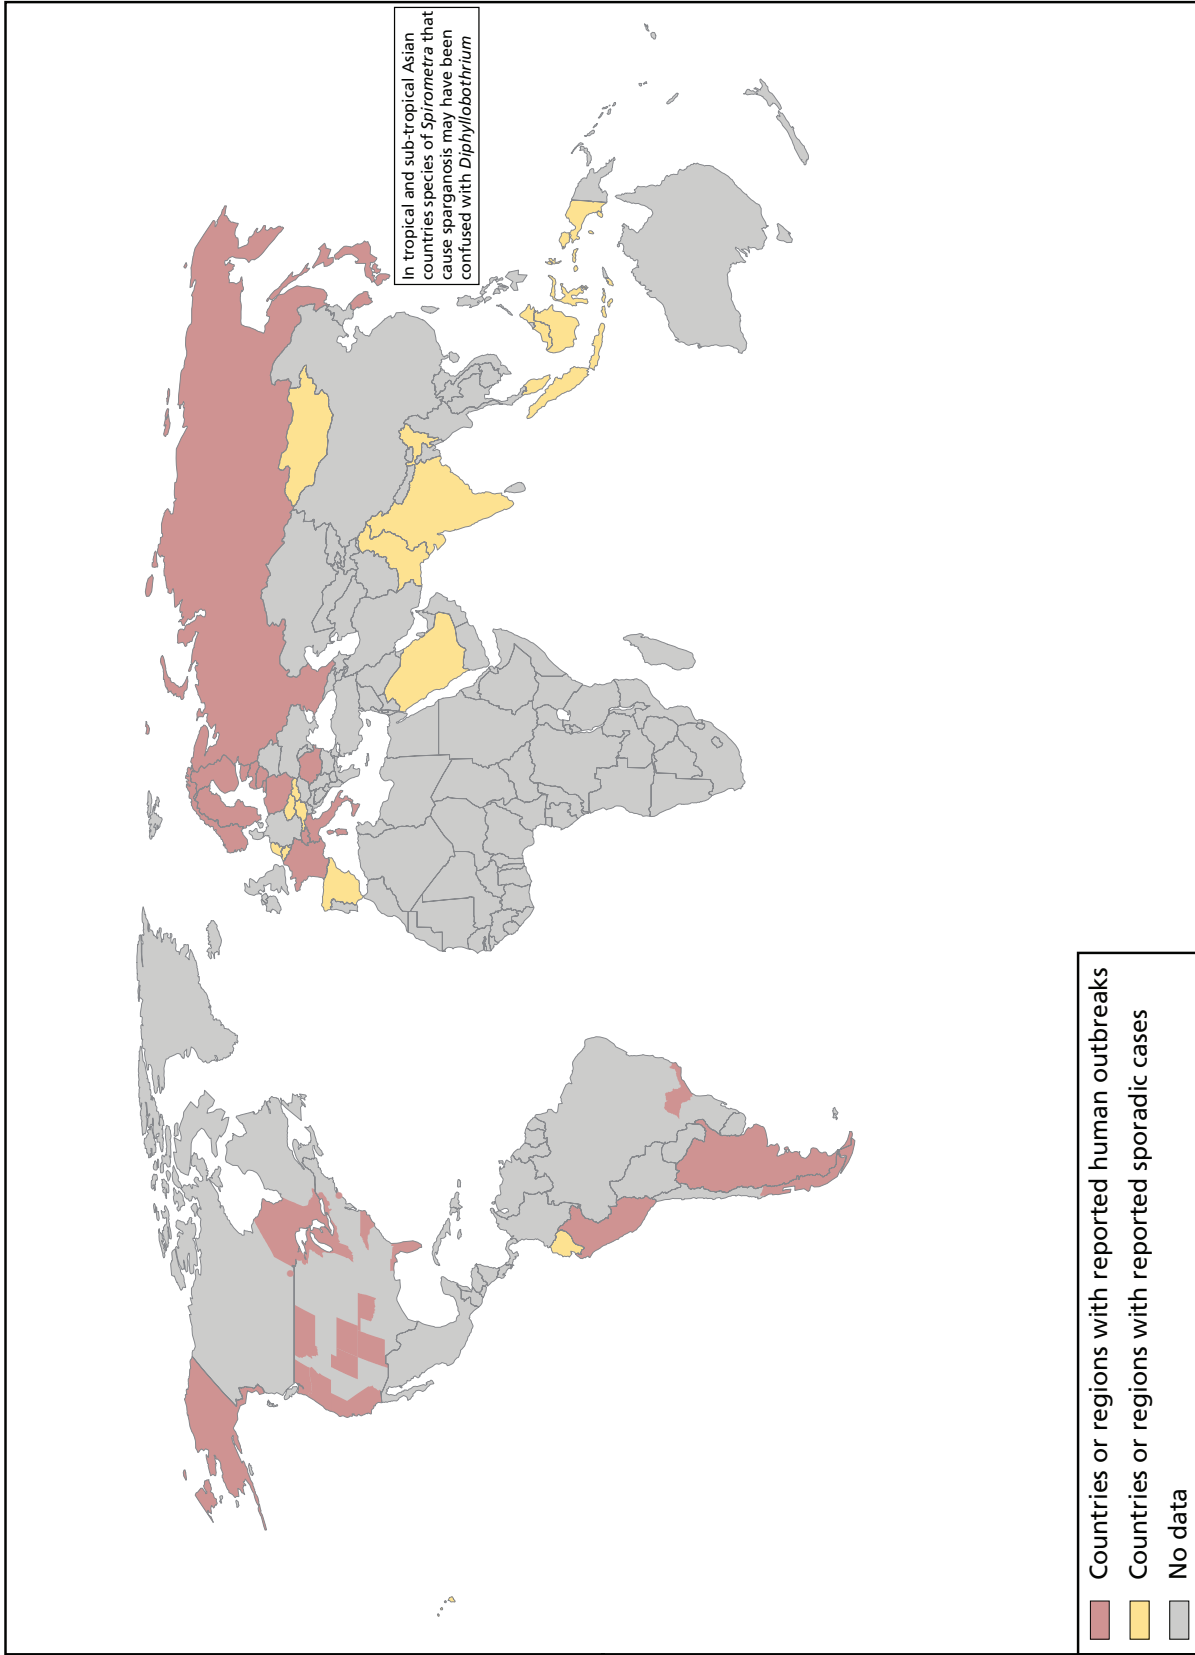 In tropical and sub-tropical Asian
countries species of Spirometra that
cause sparganosis may have been
confused with Diphyllobothrium
Countries or regions with reported human outbreaks
Countries or regions with reported sporadic cases
No data